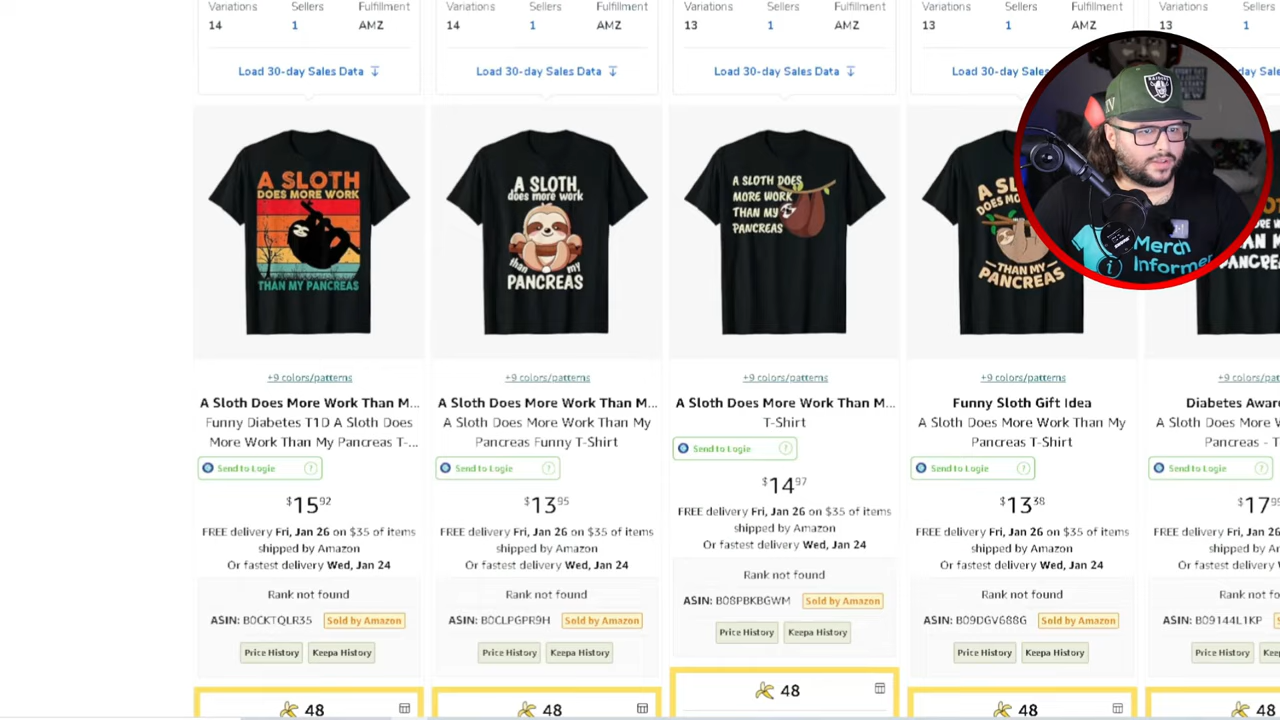 Variations Sellers Fulfillment
14 1 AMZ
Load 30-day Sales Data
Variations Sellers Fulfillment
14 1 AMZ
Load 30-day Sales Data
Variations Sellers Fulfillment
13 1 AMZ
Load 30-day Sales Data
Variations Sellers Fulfillment
13 1 AMZ
Load 30-day Sales
Variations Sellers
13 1
A SLOTH
DOES MORE WORK
THAN MY PANCREAS
A SLOTH
does more work
than my
PANCREAS
A SLOTH DOES
MORE WORK
THAN MY
PANCREAS
THAN MY
PANCREAS
RAIDERS
Merch
Informer
+9 colors/patterns
A Sloth Does More Work Than M...
Funny Diabetes T1D A Sloth Does
More Work Than My Pancreas T-...
Send to Logie ?
$15.92
FREE delivery Fri, Jan 26 on $35 of items
shipped by Amazon
Or fastest delivery Wed, Jan 24
Rank not found
ASIN: B0CKTQLR35 Sold by Amazon
Price History Keepa History
48
+9 colors/patterns
A Sloth Does More Work Than M...
A Sloth Does More Work Than My
Pancreas Funny T-Shirt
Send to Logie ?
$13.95
FREE delivery Fri, Jan 26 on $35 of items
shipped by Amazon
Or fastest delivery Wed, Jan 24
Rank not found
ASIN: B0CLPGPR9H Sold by Amazon
Price History Keepa History
48
+9 colors/patterns
A Sloth Does More Work Than M...
T-Shirt
Send to Logie ?
$14.97
FREE delivery Fri, Jan 26 on $35 of items
shipped by Amazon
Or fastest delivery Wed, Jan 24
Rank not found
ASIN: B08PBKBGWM Sold by Amazon
Price History Keepa History
48
+9 colors/patterns
Funny Sloth Gift Idea
A Sloth Does More Work Than My
Pancreas T-Shirt
Send to Logie ?
$13.38
FREE delivery Fri, Jan 26 on $35 of items
shipped by Amazon
Or fastest delivery Wed, Jan 24
Rank not found
ASIN: B09DGV688G Sold by Amazon
Price History Keepa History
48
+9 colors/
Diabetes Awar
A Sloth Does More W
Pancreas - T
Send to Logie ?
FREE delivery Fri, Jan
shipped by A
Or fastest delivery
Rank not fo
ASIN: B09144L1KP
Price History
48